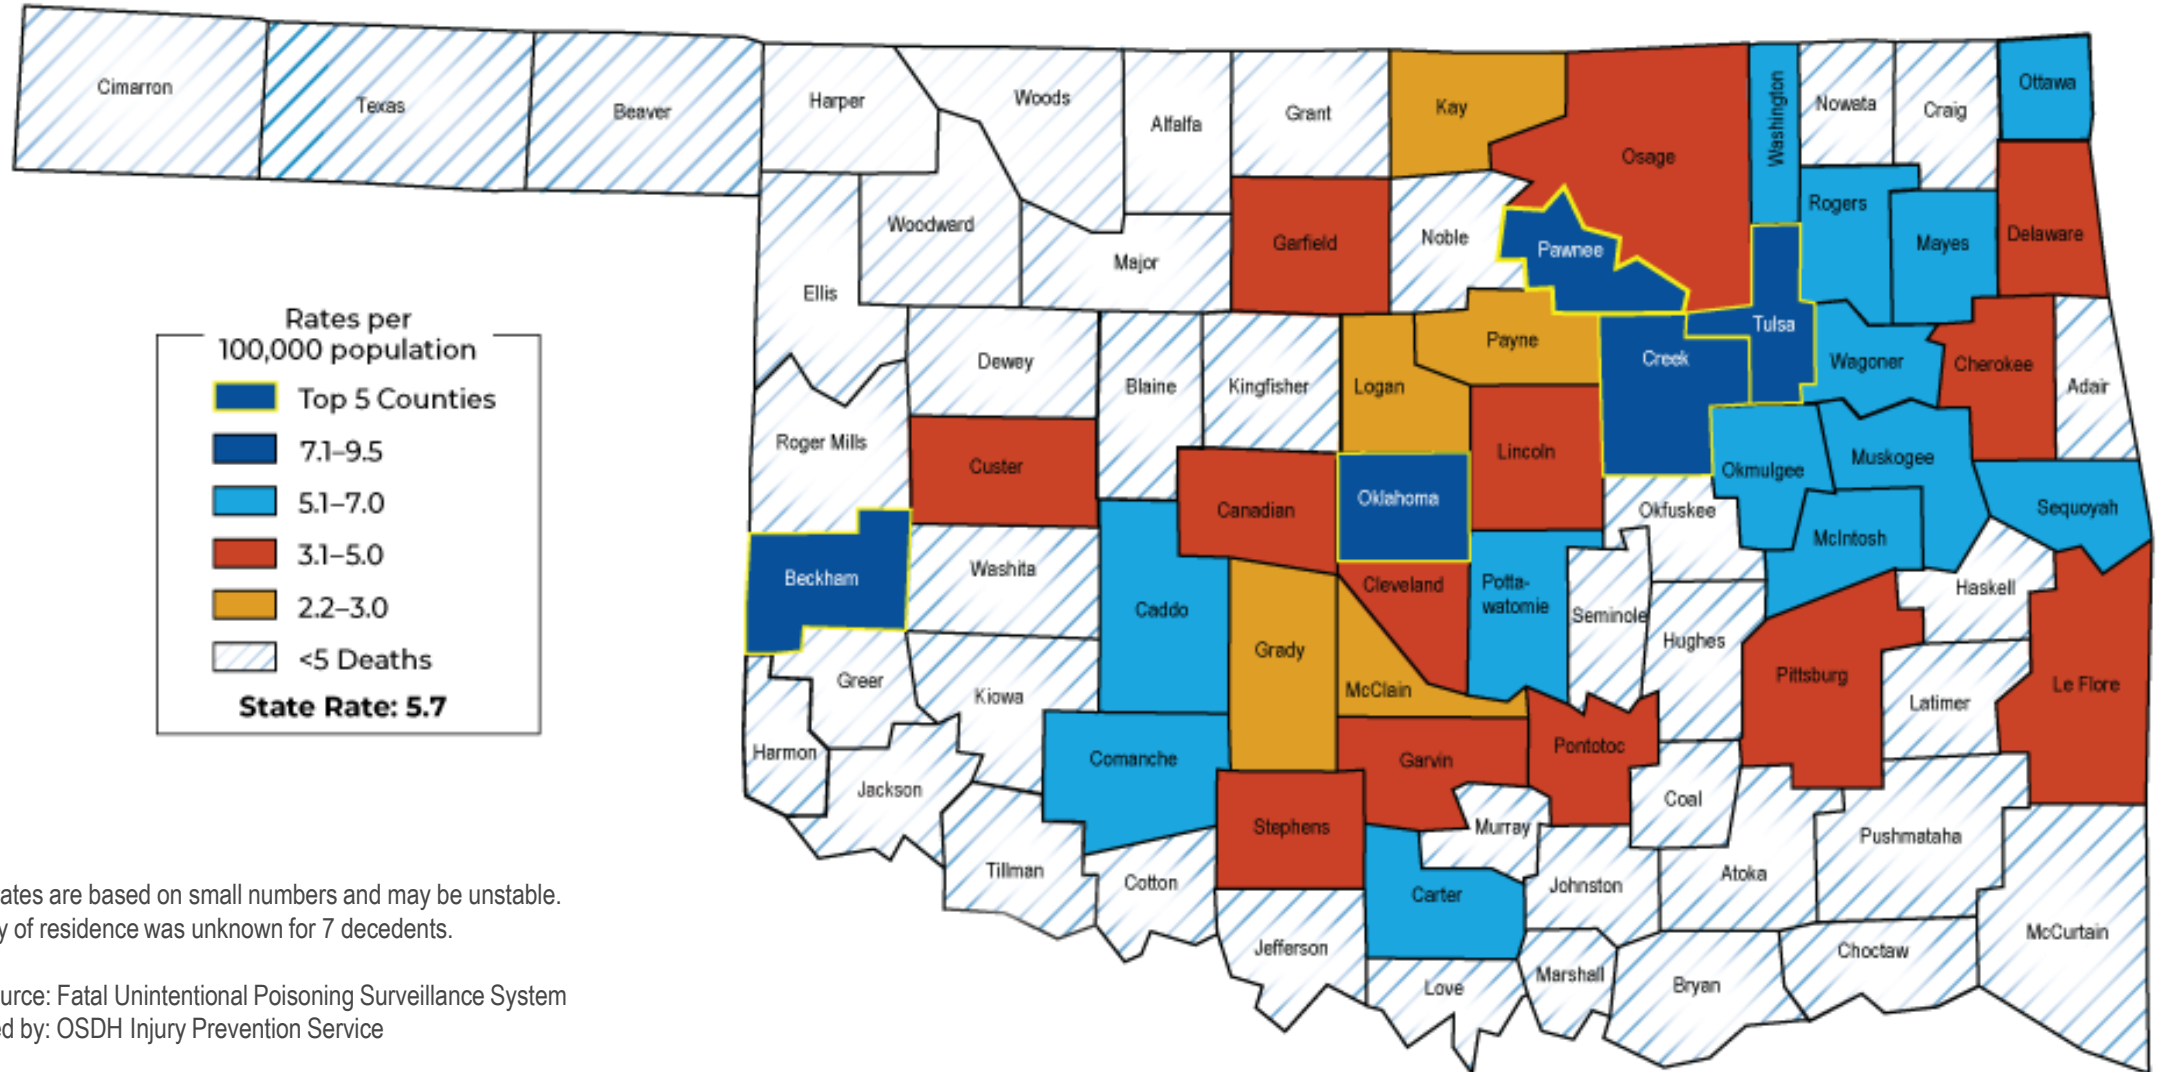 Cimarron
Texas
Beaver
Harper
Woods
Alfalfa
Grant
Kay
Osage
Washington
Nowata
Craig
Ottawa
Woodward
Ellis
Major
Garfield
Noble
Pawnee
Rogers
Mayes
Delaware
Rates per
100,000 population
Top 5 Counties
7.1–9.5
5.1–7.0
3.1–5.0
2.2–3.0
<5 Deaths
State Rate: 5.7
Dewey
Blaine
Kingfisher
Logan
Payne
Creek
Tulsa
Wagoner
Cherokee
Adair
Roger Mills
Custer
Canadian
Oklahoma
Lincoln
Okmulgee
Muskogee
Okfuskee
McIntosh
Sequoyah
Beckham
Washita
Caddo
Grady
Cleveland
Potta-
watomie
Seminole
Hughes
Haskell
Greer
Kiowa
McClain
Pittsburg
Latimer
Le Flore
Harmon
Jackson
Comanche
Garvin
Pontotoc
Coal
Tillman
Cotton
Stephens
Murray
Johnston
Atoka
Pushmataha
Carter
Jefferson
Love
Marshall
Bryan
Choctaw
McCurtain
ates are based on small numbers and may be unstable.
y of residence was unknown for 7 decedents.
urce: Fatal Unintentional Poisoning Surveillance System
ed by: OSDH Injury Prevention Service